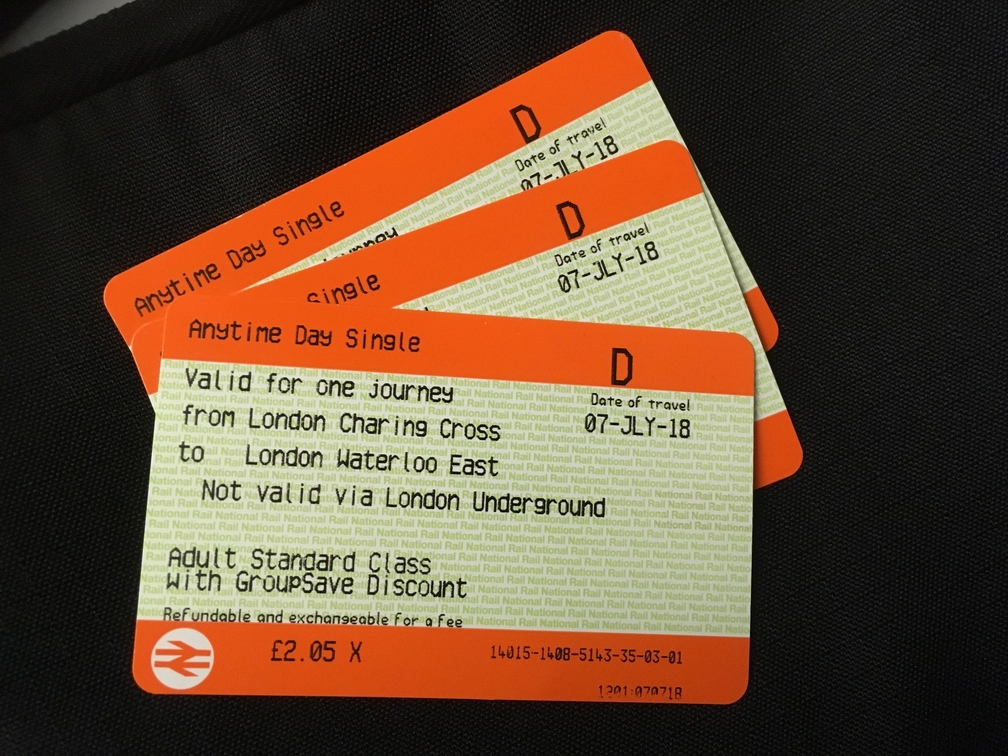 Anytime Day Single
D
Date of travel
07-JLY-18
Single
D
Date of travel
07-JLY-18
Anytime Day Single
D
Valid for one journey
Date of travel
from London Charing Cross
07-JLY-18
to London Waterloo East
Not valid via London Underground
Adult Standard Class
with GroupSave Discount
Refundable and exchangeable for a fee
£2.05 X
14015-1408-5143-35-03-01
1201:070718